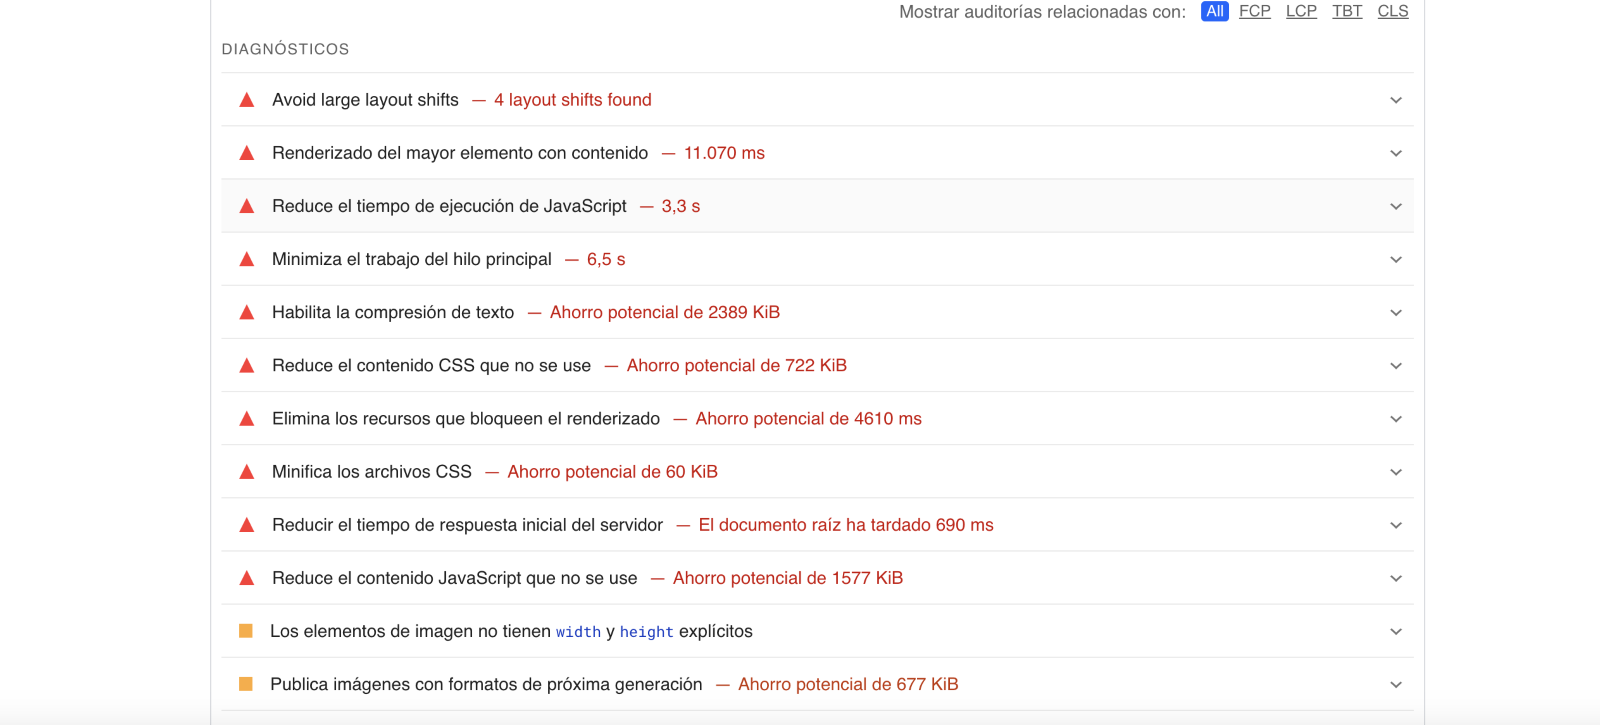 Mostrar auditorías relacionadas con: All FCP LCP TBT CLS
DIAGNÓSTICOS
Avoid large layout shifts — 4 layout shifts found
Renderizado del mayor elemento con contenido — 11.070 ms
Reduce el tiempo de ejecución de JavaScript — 3,3 s
Minimiza el trabajo del hilo principal — 6,5 s
Habilita la compresión de texto — Ahorro potencial de 2389 KiB
Reduce el contenido CSS que no se use — Ahorro potencial de 722 KiB
Elimina los recursos que bloqueen el renderizado — Ahorro potencial de 4610 ms
Minifica los archivos CSS — Ahorro potencial de 60 KiB
Reducir el tiempo de respuesta inicial del servidor — El documento raíz ha tardado 690 ms
Reduce el contenido JavaScript que no se use — Ahorro potencial de 1577 KiB
Los elementos de imagen no tienen width y height explícitos
Publica imágenes con formatos de próxima generación — Ahorro potencial de 677 KiB